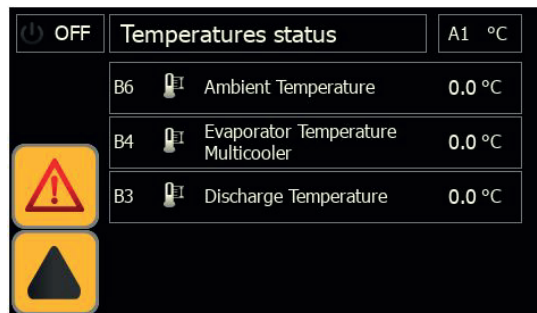 OFF Temperatures status A1 °C
B6 Ambient Temperature 0.0 °C
B4 Evaporator Temperature Multicooler 0.0 °C
B3 Discharge Temperature 0.0 °C